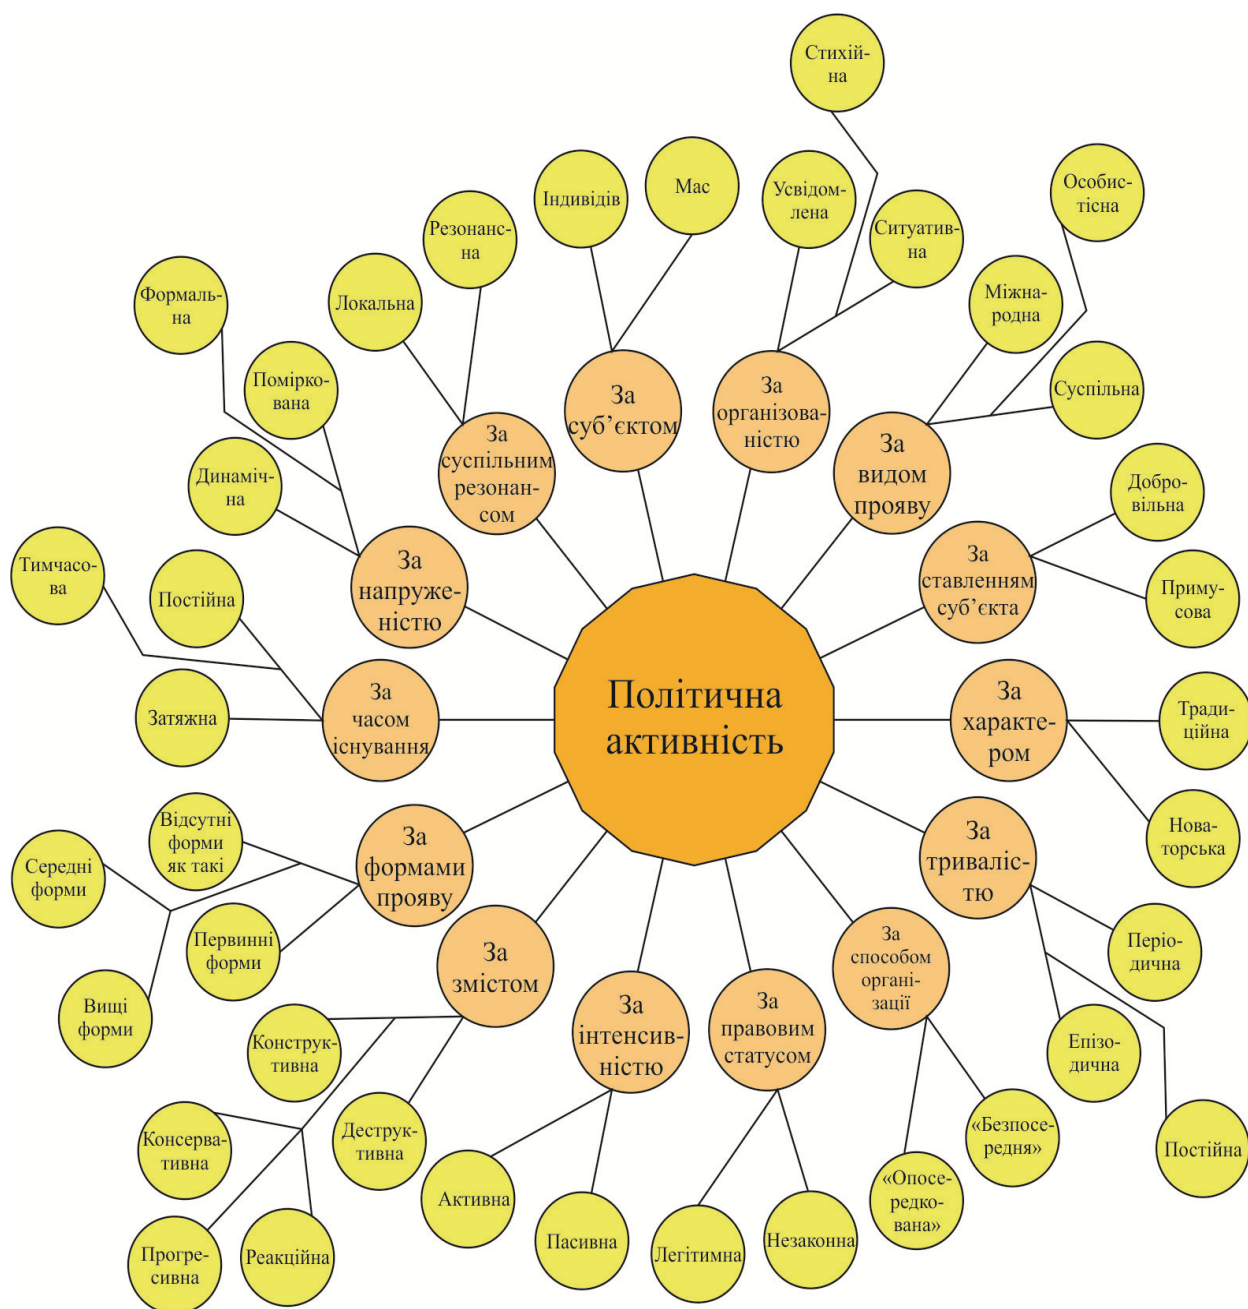 Політична
активність
За
суб’єктом
Індивідів
Мас
За
організова-
ністю
Усвідом-
лена
Стихій-
на
Ситуатив-
на
За
видом
прояву
Міжна-
родна
Особис-
тісна
Суспільна
За
ставленням
суб’єкта
Добро-
вільна
Приму-
сова
За
характе-
ром
Тради-
ційна
Нова-
торська
За
триваліс-
тю
Періо-
дична
Епізо-
дична
Постійна
За
способом
органі-
зації
«Безпосе-
редня»
«Опосе-
редко-
вана»
За
правовим
статусом
Незаконна
Легітимна
За
інтенсив-
ністю
Пасивна
Активна
За
змістом
Деструк-
тивна
Конструк-
тивна
Реакційна
Прогре-
сивна
Консерва-
тивна
За
формами
прояву
Первинні
форми
Вищі
форми
Середні
форми
Відсутні
форми
як такі
За
часом
існування
Затяжна
Тимчасо-
ва
Постійна
За
напруже-
ністю
Динаміч-
на
Помірко-
вана
Формаль-
на
За
суспільним
резонан-
сом
Локальна
Резонанс-
на